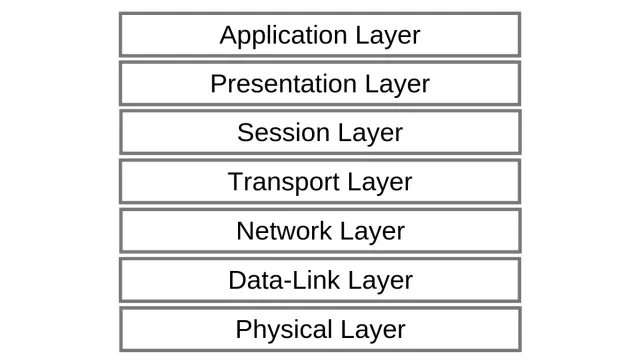 Application Layer
Presentation Layer
Session Layer
Transport Layer
Network Layer
Data-Link Layer
Physical Layer